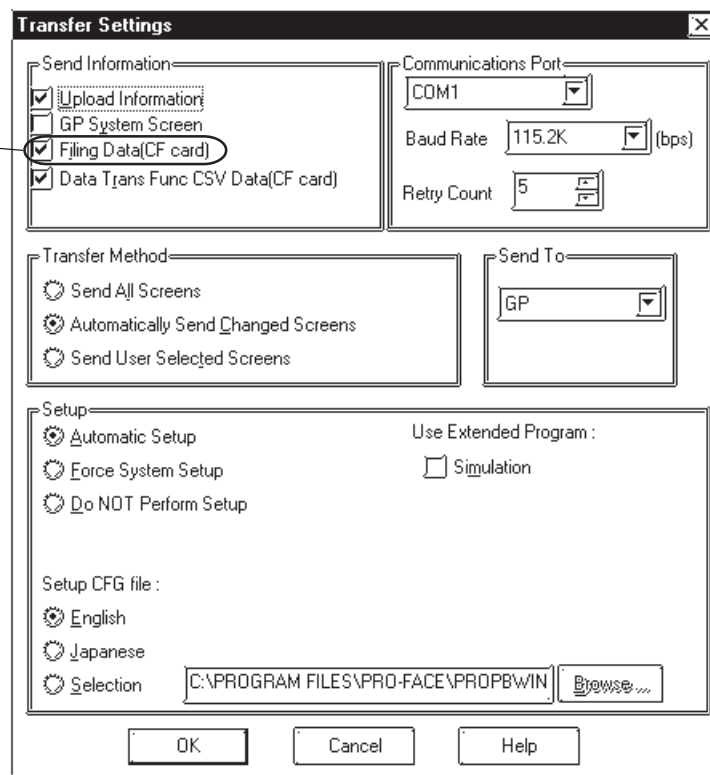 Transfer Settings
Send Information
Upload Information
GP System Screen
Filing Data(CF card)
Data Trans Func CSV Data(CF card)
Communications Port
COM1
Baud Rate 115.2K (bps)
Retry Count 5
Transfer Method
Send All Screens
Automatically Send Changed Screens
Send User Selected Screens
Send To
GP
Setup
Automatic Setup
Force System Setup
Do NOT Perform Setup
Use Extended Program :
Simulation
Setup CFG file :
English
Japanese
Selection C:\PROGRAM FILES\PRO-FACE\PROPBWIN Browse...
OK Cancel Help